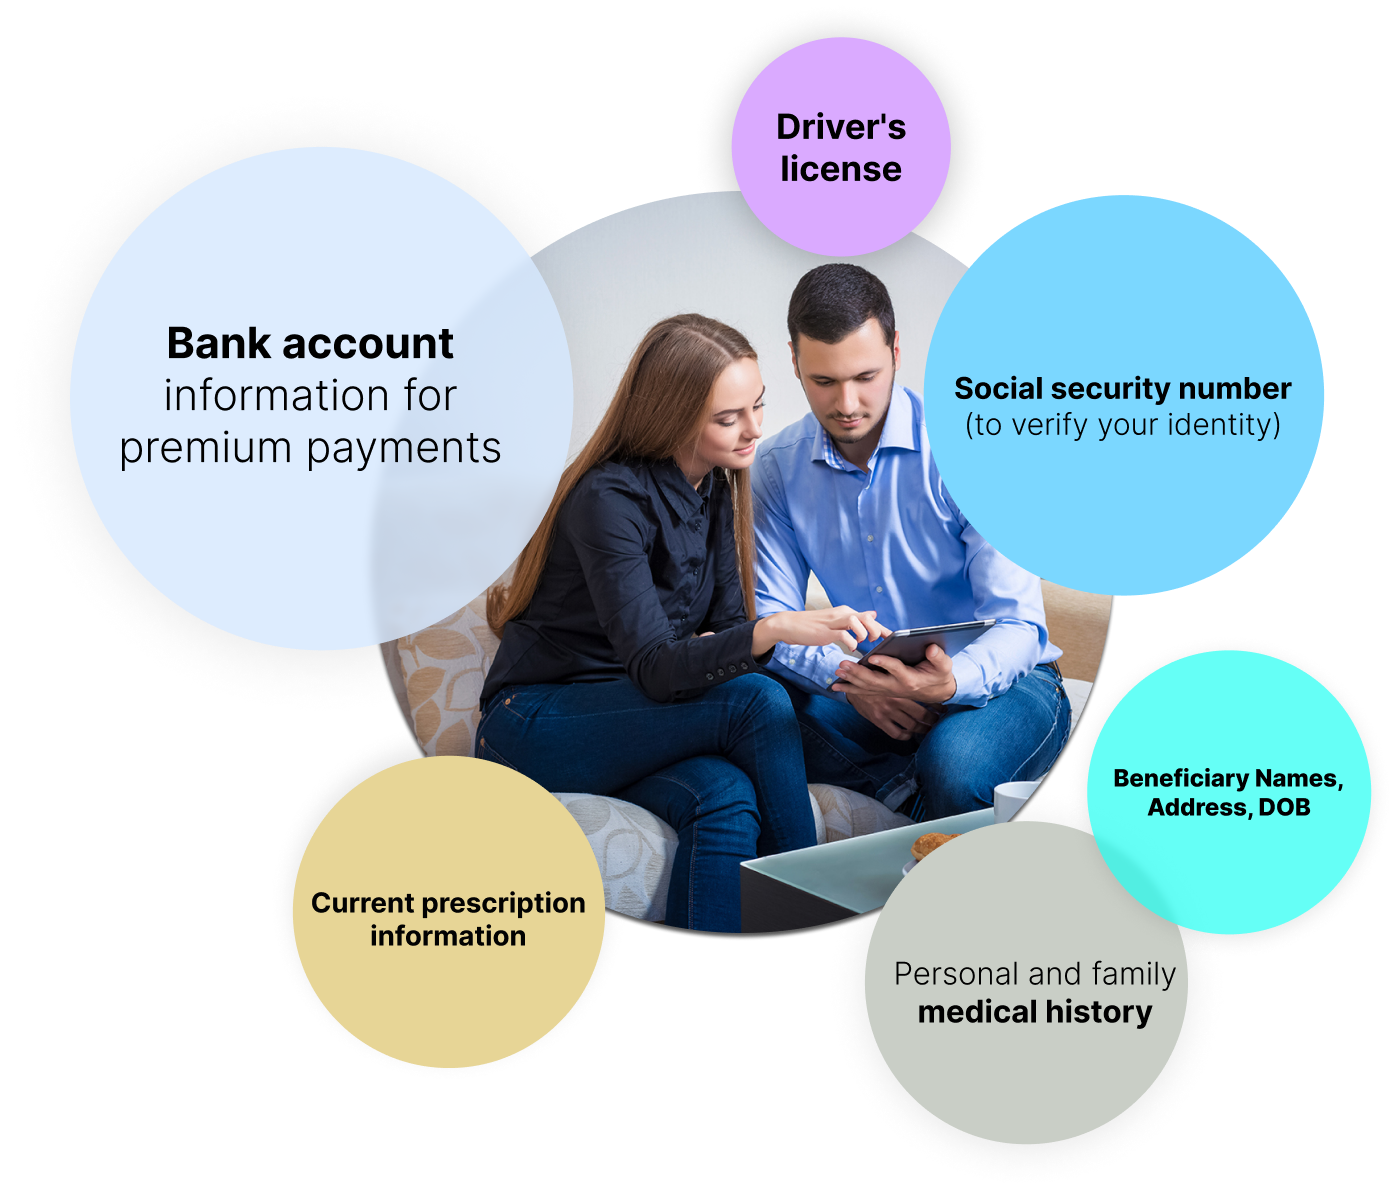 Driver's
license
Bank account
information for
premium payments
Social security number
(to verify your identity)
Beneficiary Names,
Address, DOB
Current prescription
information
Personal and family
medical history